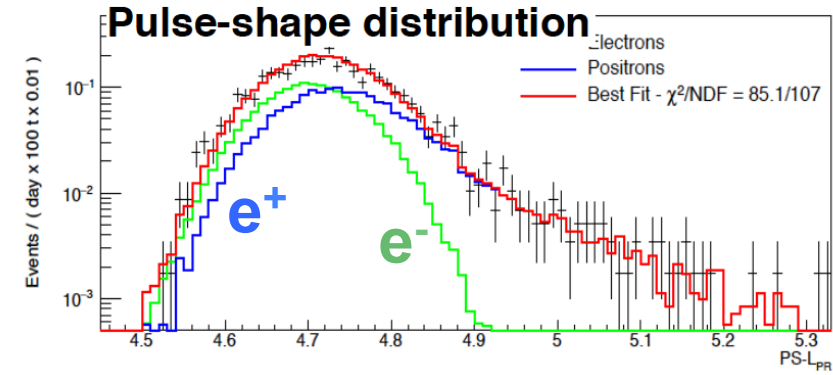 Pulse-shape distribution
Electrons
Positrons
Best Fit - χ²/NDF = 85.1/107
Events / ( day x 100 t x 0.01 )
10⁻¹
10⁻²
10⁻³
e⁺
e⁻
4.5 4.6 4.7 4.8 4.9 5 5.1 5.2 5.3
PS-L_PR